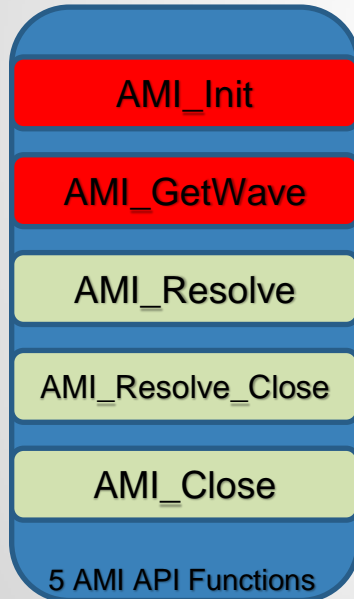 AMI_Init
AMI_GetWave
AMI_Resolve
AMI_Resolve_Close
AMI_Close
5 AMI API Functions